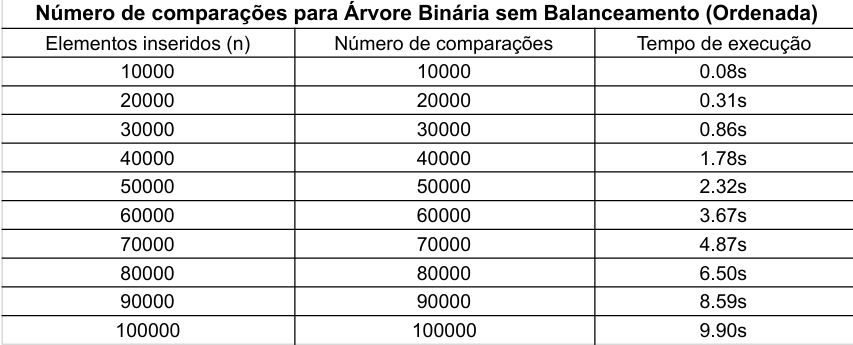 Número de comparações para Árvore Binária sem Balanceamento (Ordenada)
Elementos inseridos (n) Número de comparações Tempo de execução
10000 10000 0.08s
20000 20000 0.31s
30000 30000 0.86s
40000 40000 1.78s
50000 50000 2.32s
60000 60000 3.67s
70000 70000 4.87s
80000 80000 6.50s
90000 90000 8.59s
100000 100000 9.90s